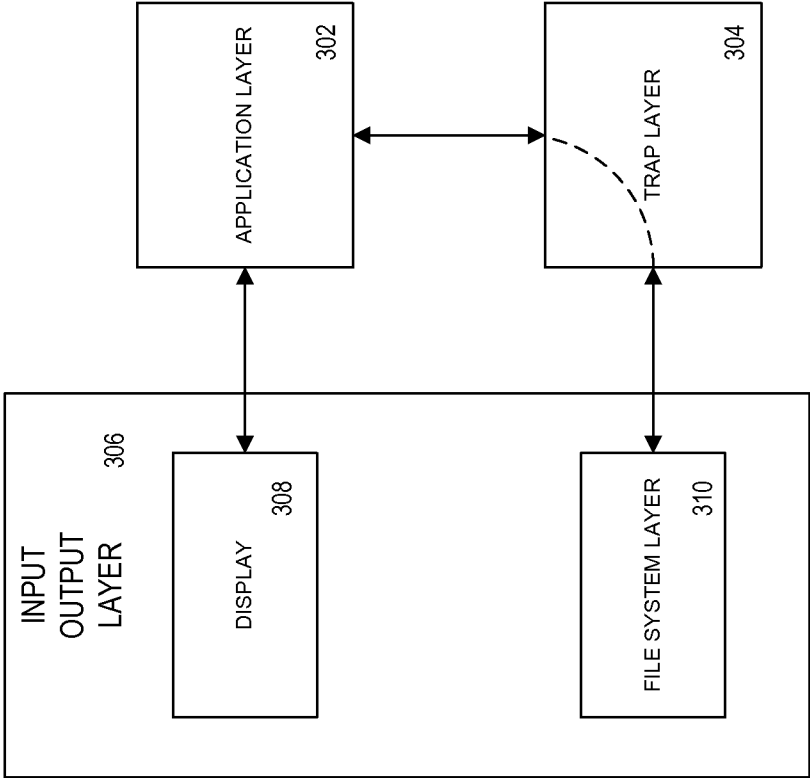 INPUT
OUTPUT
LAYER
306
DISPLAY
308
FILE SYSTEM LAYER
310
APPLICATION LAYER
302
TRAP LAYER
304